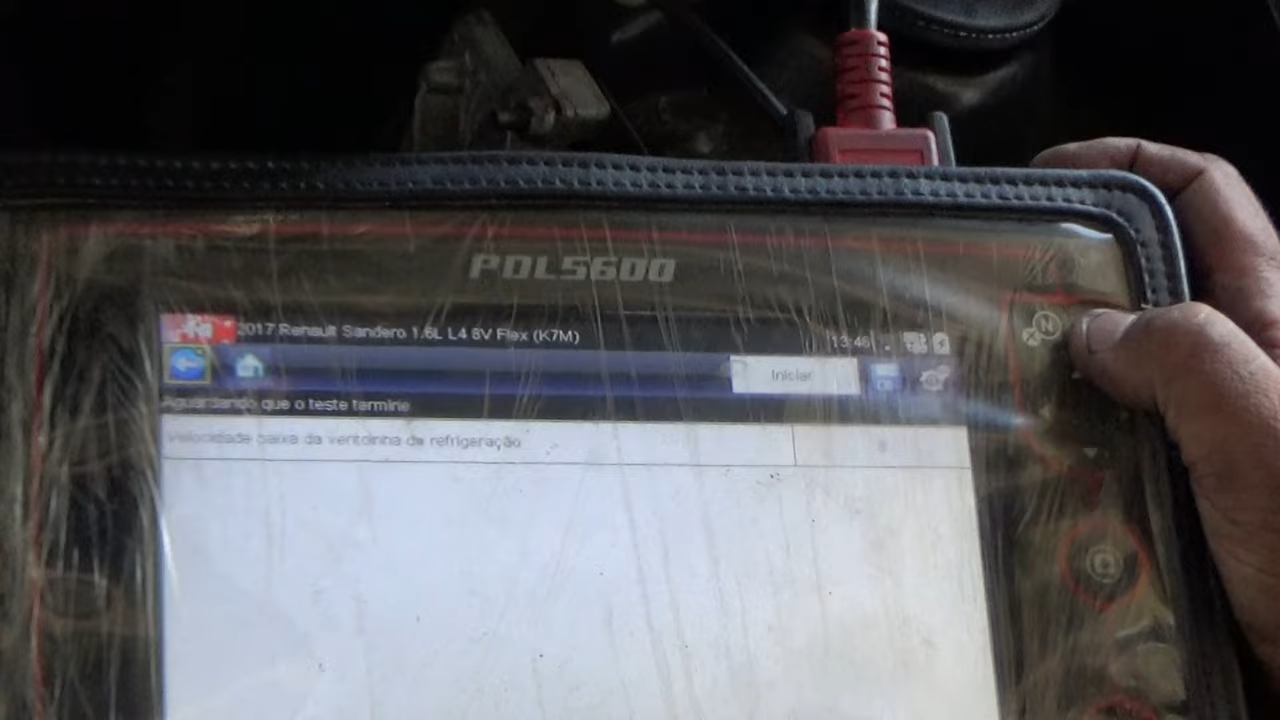 PDL5600
2017 Renault Sandero 1.6L L4 8V Flex (K7M)
13:46
Iniciar
Aguardando que o teste termine
Velocidade baixa da ventoinha de refrigeração
N